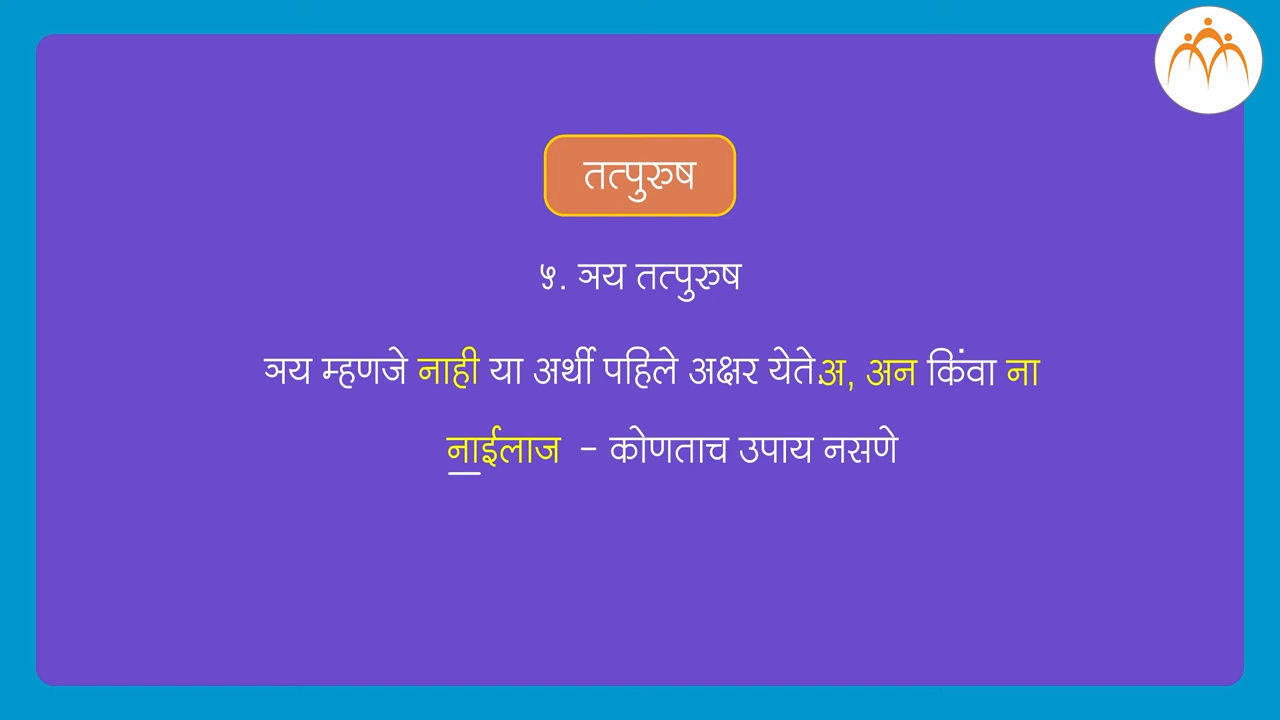 तत्पुरुष
५. ञय तत्पुरुष
ञय म्हणजे नाही या अर्थी पहिले अक्षर येते. अ, अन किंवा ना
नाईलाज - कोणताच उपाय नसणे